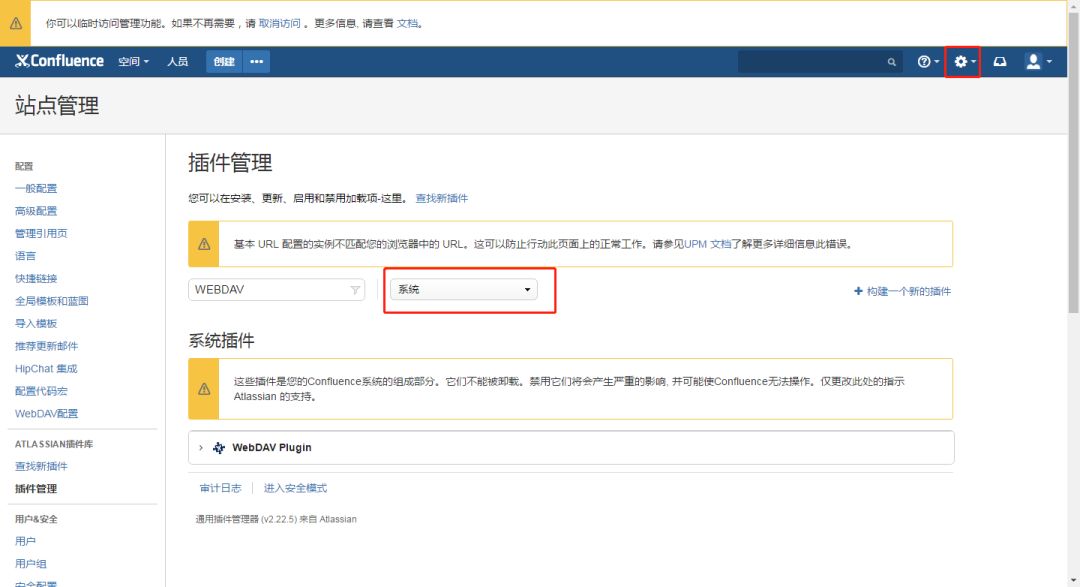 你可以临时访问管理功能。如果不再需要，请 取消访问 。更多信息, 请查看 文档。
Confluence 空间 人员 创建 •••
站点管理
配置
一般配置
高级配置
管理引用页
语言
快捷链接
全局模板和蓝图
导入模板
推荐更新邮件
HipChat 集成
配置代码宏
WebDAV配置
ATLASSIAN插件库
查找新插件
插件管理
用户&安全
用户
用户组
安全配置
插件管理
您可以在安装、更新、启用和禁用加载项-这里。 查找新插件
基本 URL 配置的实例不匹配您的浏览器中的 URL。这可以防止行动此页面上的正常工作。请参见UPM 文档了解更多详细信息此错误。
WEBDAV 系统 构建一个新的插件
系统插件
这些插件是您的Confluence系统的组成部分。它们不能被卸载。禁用它们将会产生严重的影响, 并可能使Confluence无法操作。仅更改此处的指示
Atlassian 的支持。
WebDAV Plugin
审计日志 进入安全模式
通用插件管理器 (v2.22.5) 来自 Atlassian